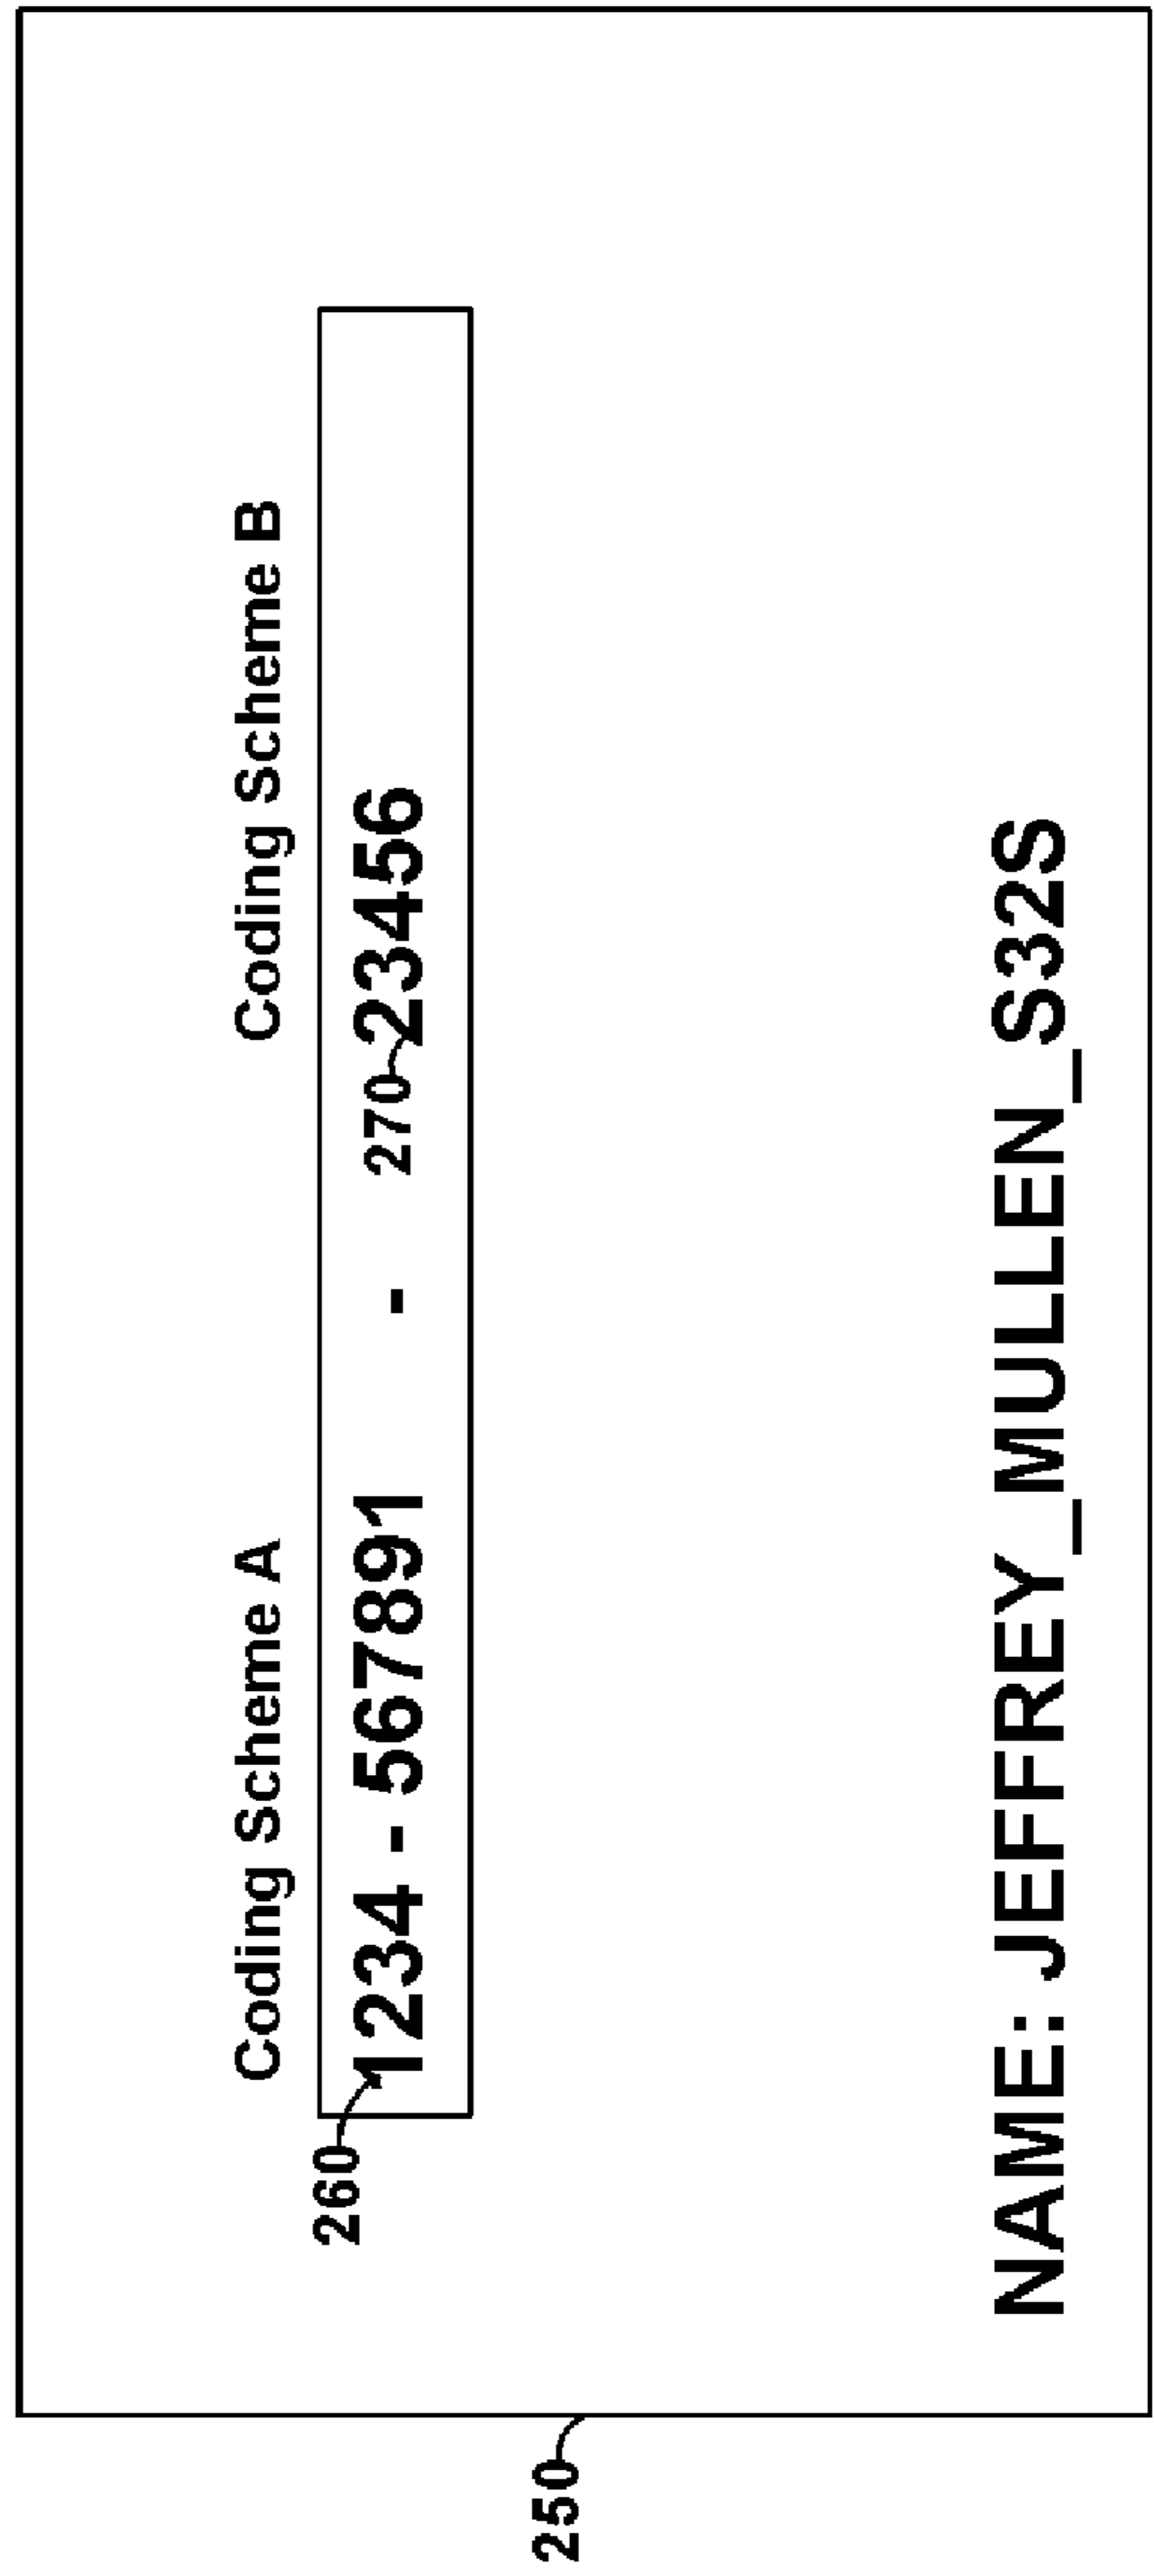 Coding Scheme A Coding Scheme B
260
1234 - 567891 - 270 23456
250
NAME: JEFFREY_MULLEN_S32S